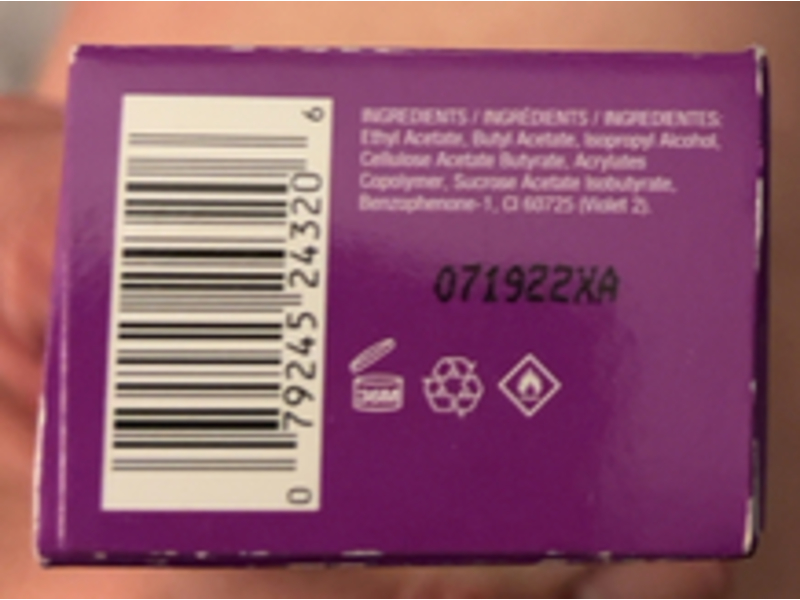 INGREDIENTS / INGRÉDIENTS / INGREDIENTES:
Ethyl Acetate, Butyl Acetate, Isopropyl Alcohol,
Cellulose Acetate Butyrate, Acrylates
Copolymer, Sucrose Acetate Isobutyrate,
Benzophenone-1, CI 60725 (Violet 2).
071922XA
36M
0 79245 24320 6